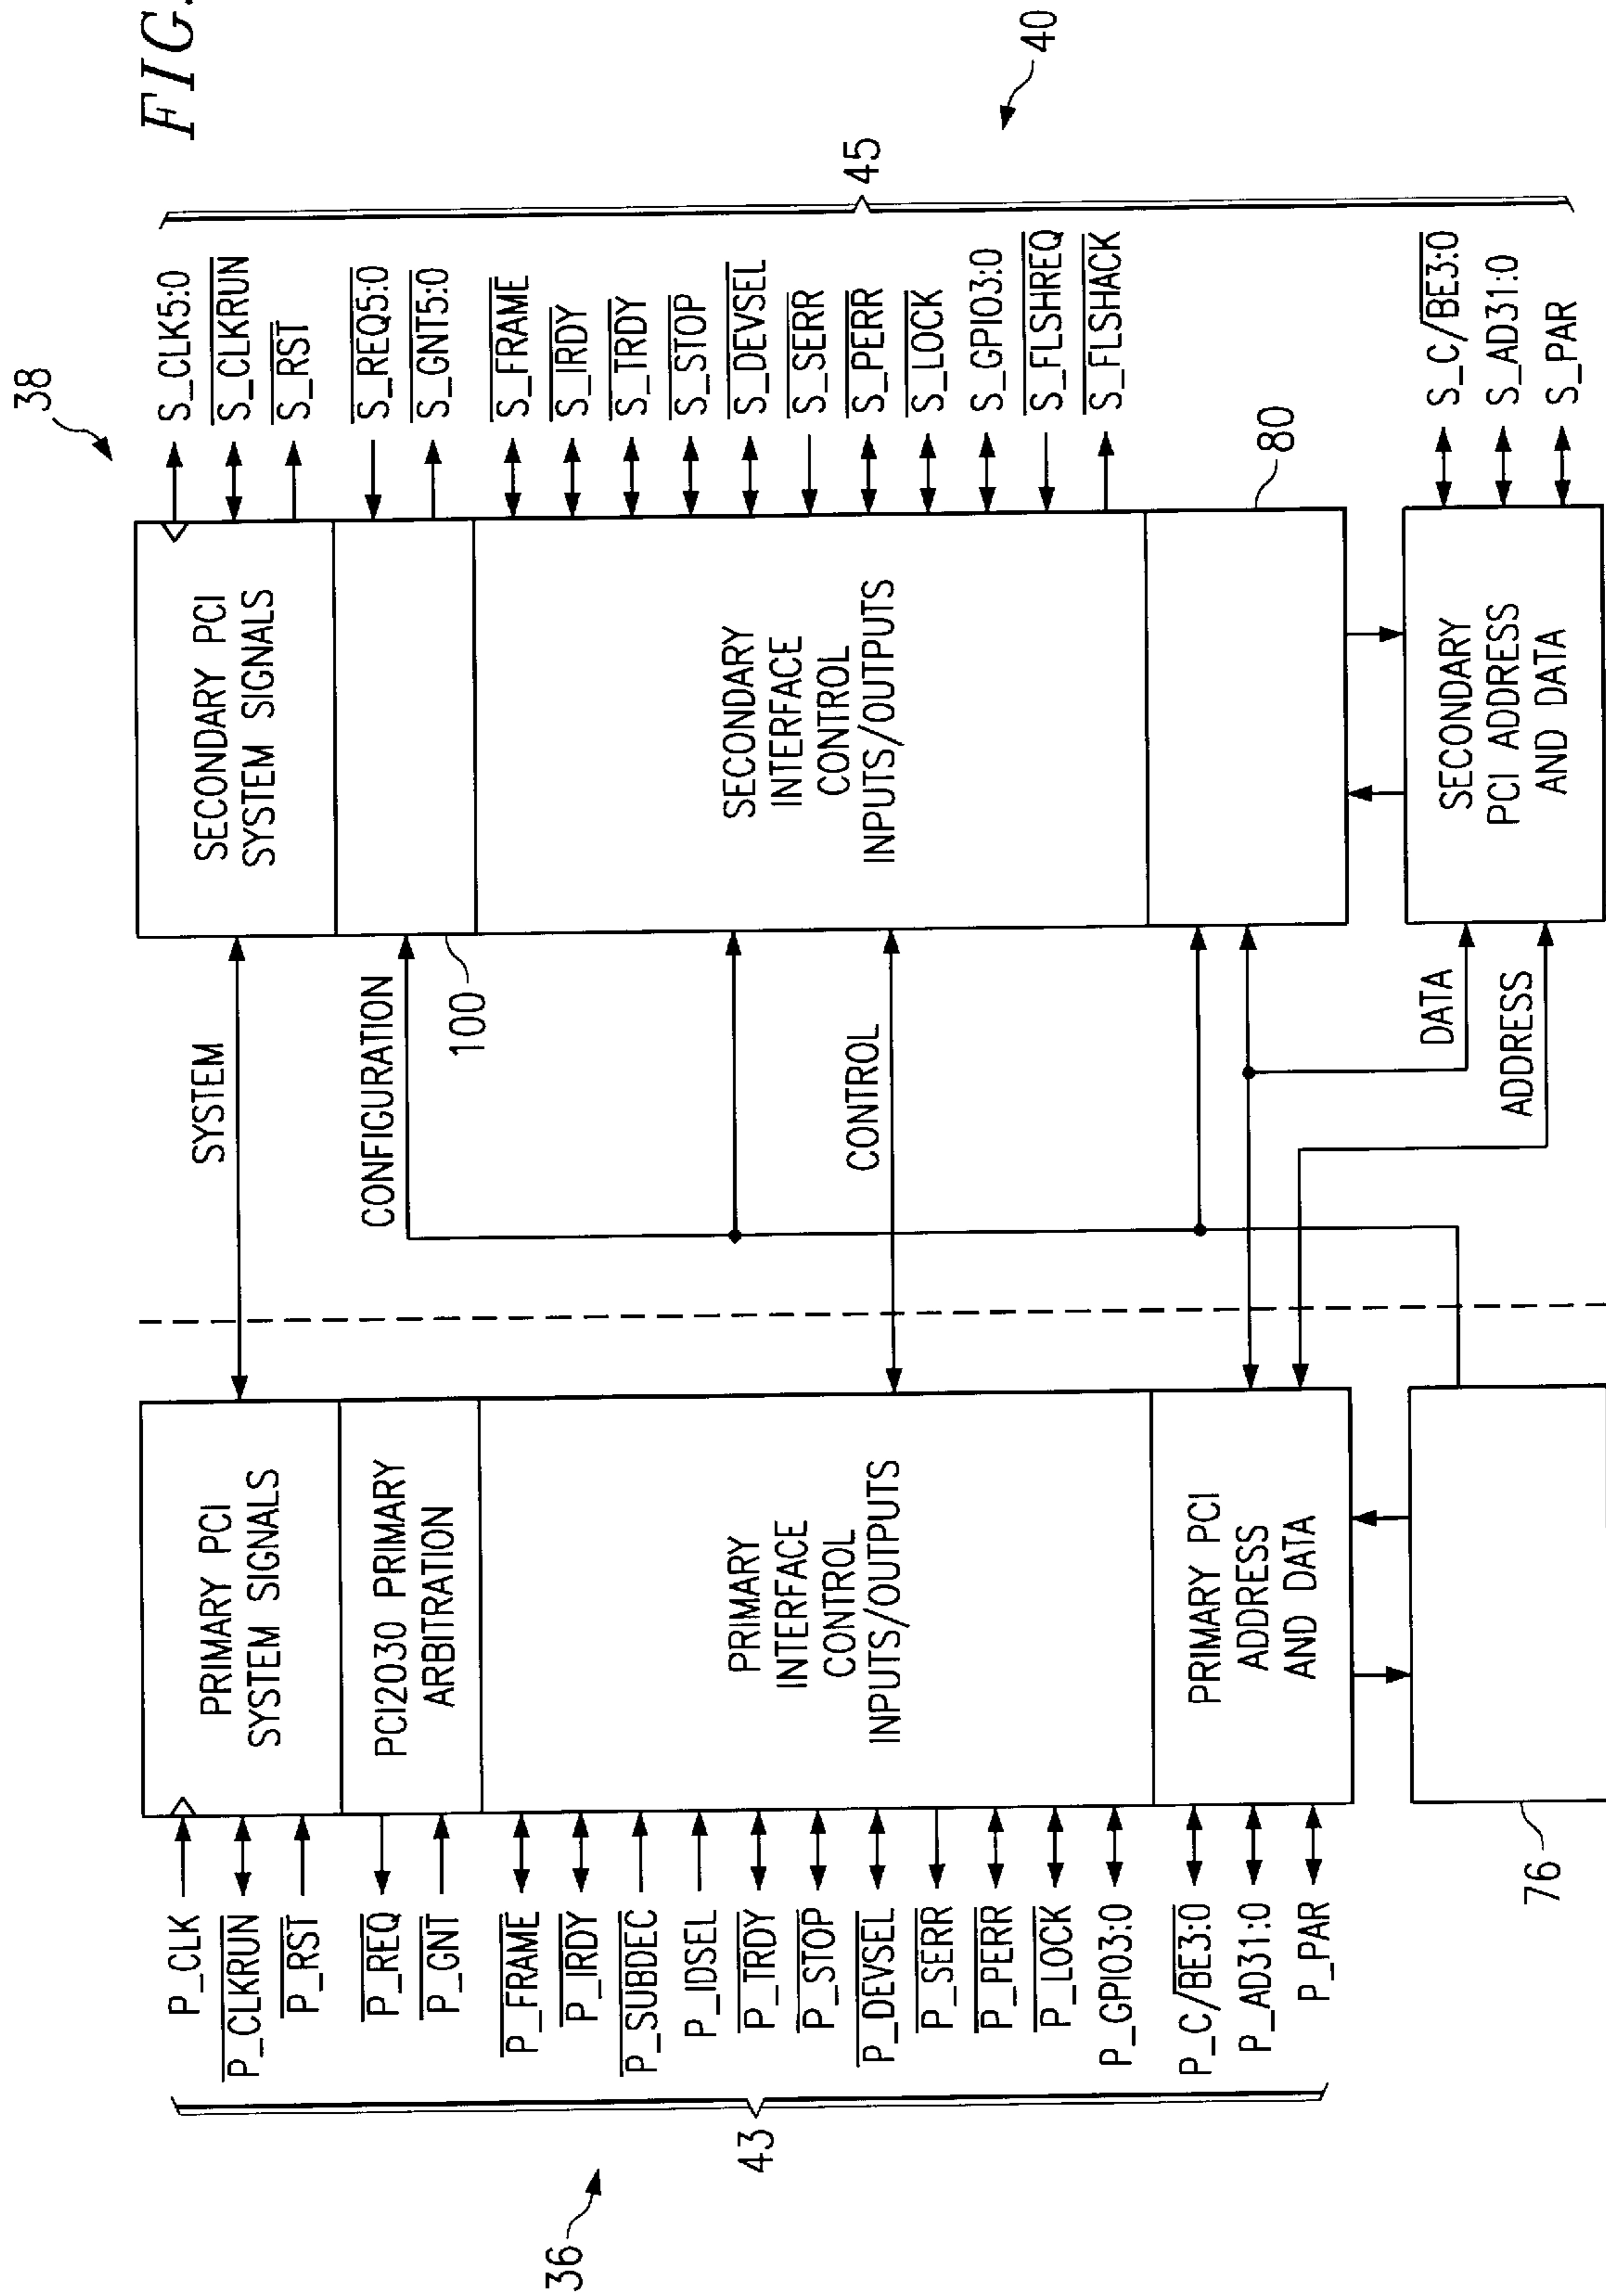 FIG.
38
40
36
43
45
P_CLK
P_CLKRUN
P_RST
P_REQ
P_GNT
P_FRAME
P_IRDY
P_SUBDEC
P_IDSEL
P_TRDY
P_STOP
P_DEVSEL
P_SERR
P_PERR
P_LOCK
P_GPIO3:0
P_C/BE3:0
P_AD31:0
P_PAR
PRIMARY PCI
SYSTEM SIGNALS
PCI2030 PRIMARY
ARBITRATION
PRIMARY
INTERFACE
CONTROL
INPUTS/OUTPUTS
PRIMARY PCI
ADDRESS
AND DATA
76
SYSTEM
CONFIGURATION
100
CONTROL
DATA
ADDRESS
SECONDARY PCI
SYSTEM SIGNALS
SECONDARY
INTERFACE
CONTROL
INPUTS/OUTPUTS
80
SECONDARY
PCI ADDRESS
AND DATA
S_CLK5:0
S_CLKRUN
S_RST
S_REQ5:0
S_GNT5:0
S_FRAME
S_IRDY
S_TRDY
S_STOP
S_DEVSEL
S_SERR
S_PERR
S_LOCK
S_GPIO3:0
S_FLSHREQ
S_FLSHACK
S_C/BE3:0
S_AD31:0
S_PAR